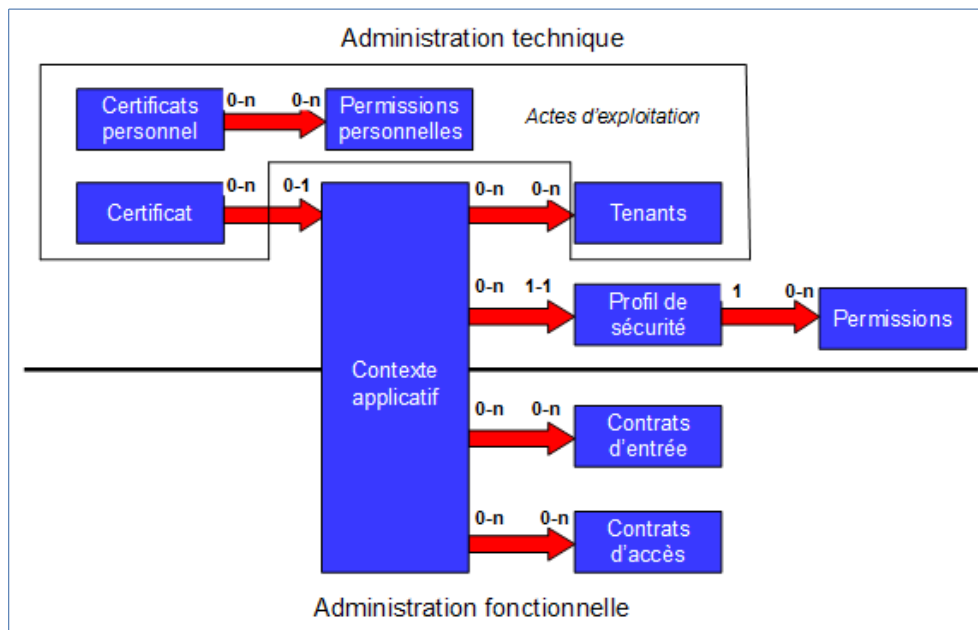 Administration technique
Certificats
personnel
0-n
0-n
Permissions
personnelles
Actes d'exploitation
Certificat
0-n
0-1
0-n
0-n
Tenants
0-n
1-1
Profil de
sécurité
1
0-n
Permissions
Contexte
applicatif
0-n
0-n
Contrats
d'entrée
0-n
0-n
Contrats
d'accès
Administration fonctionnelle